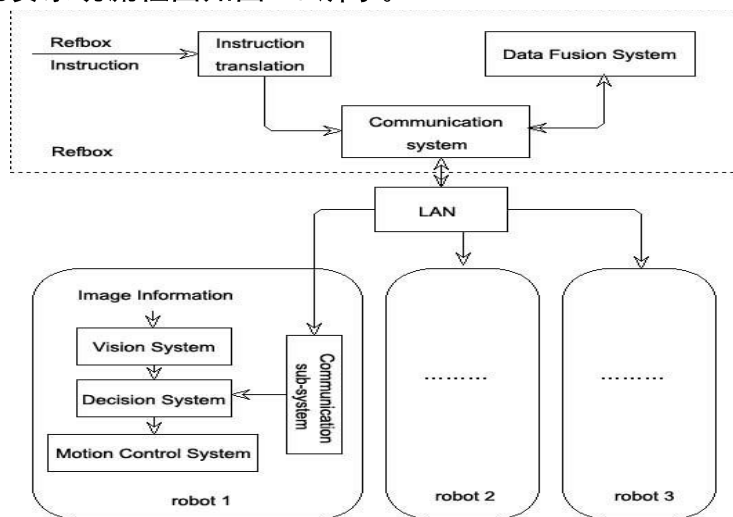 Refbox
Instruction
Instruction
translation
Data Fusion System
Communication
system
Refbox
LAN
Image Information
Vision System
Decision System
Motion Control System
Communication
sub-system
robot 1
………
robot 2
………
robot 3